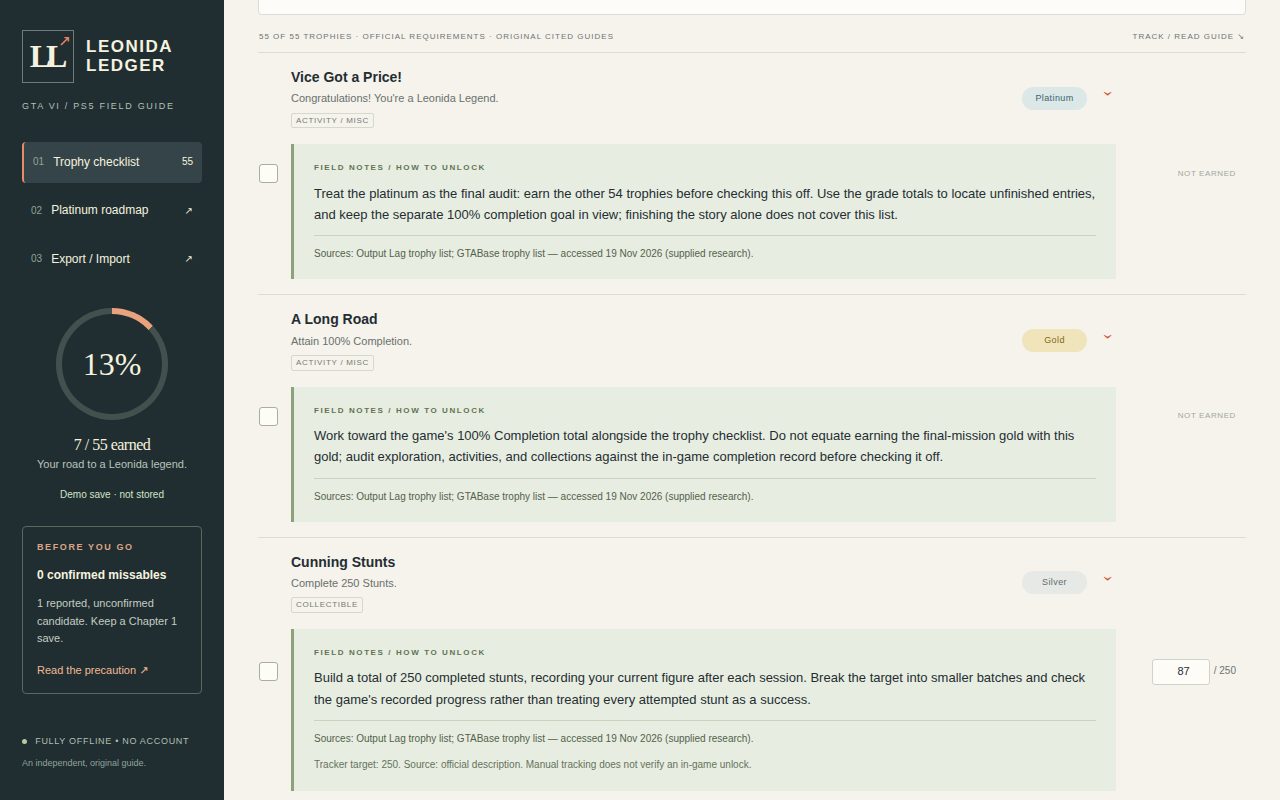 LL↗
LEONIDA
LEDGER
GTA VI / PS5 FIELD GUIDE
01 Trophy checklist 55
02 Platinum roadmap ↗
03 Export / Import ↗
13%
7 / 55 earned
Your road to a Leonida legend.
Demo save · not stored
BEFORE YOU GO
0 confirmed missables
1 reported, unconfirmed
candidate. Keep a Chapter 1
save.
Read the precaution ↗
FULLY OFFLINE • NO ACCOUNT
An independent, original guide.
55 OF 55 TROPHIES · OFFICIAL REQUIREMENTS · ORIGINAL CITED GUIDES
TRACK / READ GUIDE ↘
Vice Got a Price!
Congratulations! You're a Leonida Legend.
ACTIVITY / MISC
Platinum
FIELD NOTES / HOW TO UNLOCK
Treat the platinum as the final audit: earn the other 54 trophies before checking this off. Use the grade totals to locate unfinished entries,
and keep the separate 100% completion goal in view; finishing the story alone does not cover this list.
Sources: Output Lag trophy list; GTABase trophy list — accessed 19 Nov 2026 (supplied research).
NOT EARNED
A Long Road
Attain 100% Completion.
ACTIVITY / MISC
Gold
FIELD NOTES / HOW TO UNLOCK
Work toward the game's 100% Completion total alongside the trophy checklist. Do not equate earning the final-mission gold with this
gold; audit exploration, activities, and collections against the in-game completion record before checking it off.
Sources: Output Lag trophy list; GTABase trophy list — accessed 19 Nov 2026 (supplied research).
NOT EARNED
Cunning Stunts
Complete 250 Stunts.
COLLECTIBLE
Silver
FIELD NOTES / HOW TO UNLOCK
Build a total of 250 completed stunts, recording your current figure after each session. Break the target into smaller batches and check
the game's recorded progress rather than treating every attempted stunt as a success.
Sources: Output Lag trophy list; GTABase trophy list — accessed 19 Nov 2026 (supplied research).
Tracker target: 250. Source: official description. Manual tracking does not verify an in-game unlock.
87 / 250